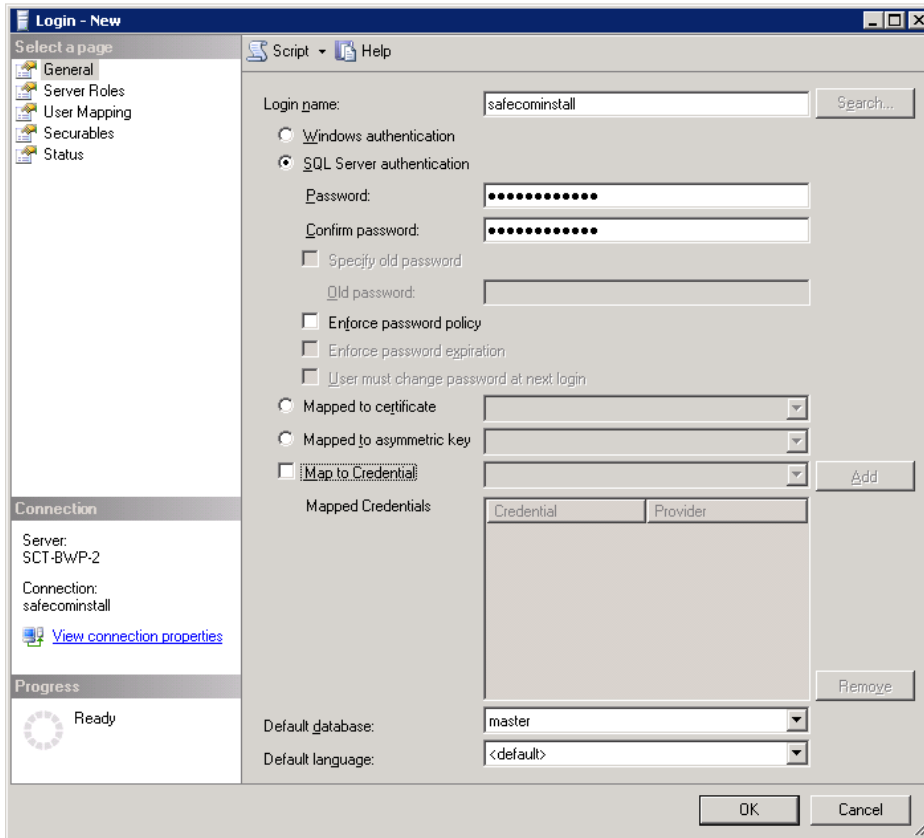 Login - New
Select a page
General
Server Roles
User Mapping
Securables
Status
Script Help
Login name: safecominstall Search...
Windows authentication
SQL Server authentication
Password: ●●●●●●●●●●●●
Confirm password: ●●●●●●●●●●●●
Specify old password
Old password:
Enforce password policy
Enforce password expiration
User must change password at next login
Mapped to certificate
Mapped to asymmetric key
Map to Credential Add
Mapped Credentials Credential Provider
Remove
Default database: master
Default language: <default>
Connection
Server:
SCT-BWP-2
Connection:
safecominstall
View connection properties
Progress
Ready
OK Cancel